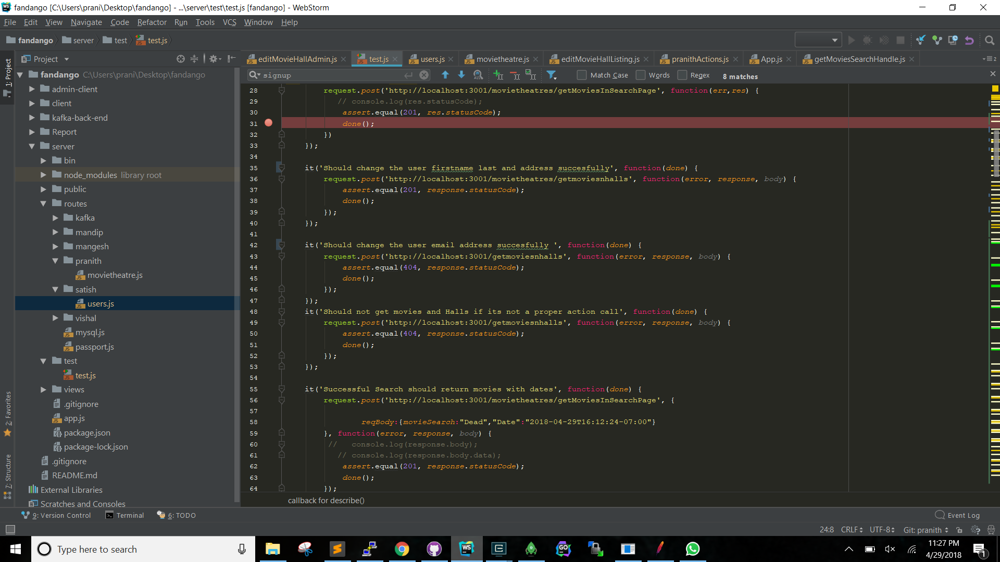 fandango [C:\Users\prani\Desktop\fandango] - ...\server\test\test.js [fandango] - WebStorm
File Edit View Navigate Code Refactor Run Tools VCS Window Help
fandango server test test.js
Project
editMovieHallAdmin.js test.js users.js movietheatre.js editMovieHallListing.js pranithActions.js App.js getMoviesSearchHandle.js
signup Match Case Words Regex 8 matches
1: Project
2: Favorites
7: Structure
fandango C:\Users\prani\Desktop\fandango
admin-client
client
kafka-back-end
Report
server
bin
node_modules library root
public
routes
kafka
mandip
mangesh
pranith
movietheatre.js
satish
users.js
vishal
mysql.js
passport.js
test
test.js
views
.gitignore
app.js
package.json
package-lock.json
.gitignore
README.md
External Libraries
Scratches and Consoles
28 request.post('http://localhost:3001/movietheatres/getMoviesInSearchPage', function(err,res) {
29 // console.log(res.statusCode);
30 assert.equal(201, res.statusCode);
31 done();
32 })
33 });
34
35 it('Should change the user firstname last and address succesfully', function(done) {
36 request.post('http://localhost:3001/movietheatres/getmoviesnhalls', function(error, response, body) {
37 assert.equal(201, response.statusCode);
38 done();
39 });
40 });
41
42 it('Should change the user email address succesfully ', function(done) {
43 request.post('http://localhost:3001/getmoviesnhalls', function(error, response, body) {
44 assert.equal(404, response.statusCode);
45 done();
46 });
47 });
48 it('Should not get movies and Halls if its not a proper action call', function(done) {
49 request.post('http://localhost:3001/getmoviesnhalls', function(error, response, body) {
50 assert.equal(404, response.statusCode);
51 done();
52 });
53 });
54
55 it('Successful Search should return movies with dates', function(done) {
56 request.post('http://localhost:3001/movietheatres/getMoviesInSearchPage', {
57
58 reqBody:{movieSearch:"Dead","Date":"2018-04-29T16:12:24-07:00"}
59 }, function(error, response, body) {
60 // console.log(response.body);
61 // console.log(response.body.data);
62 assert.equal(201, response.statusCode);
63 done();
64 });
callback for describe()
9: Version Control Terminal 6: TODO Event Log
24:8 CRLF UTF-8 Git: pranith
Type here to search
11:27 PM
4/29/2018
1